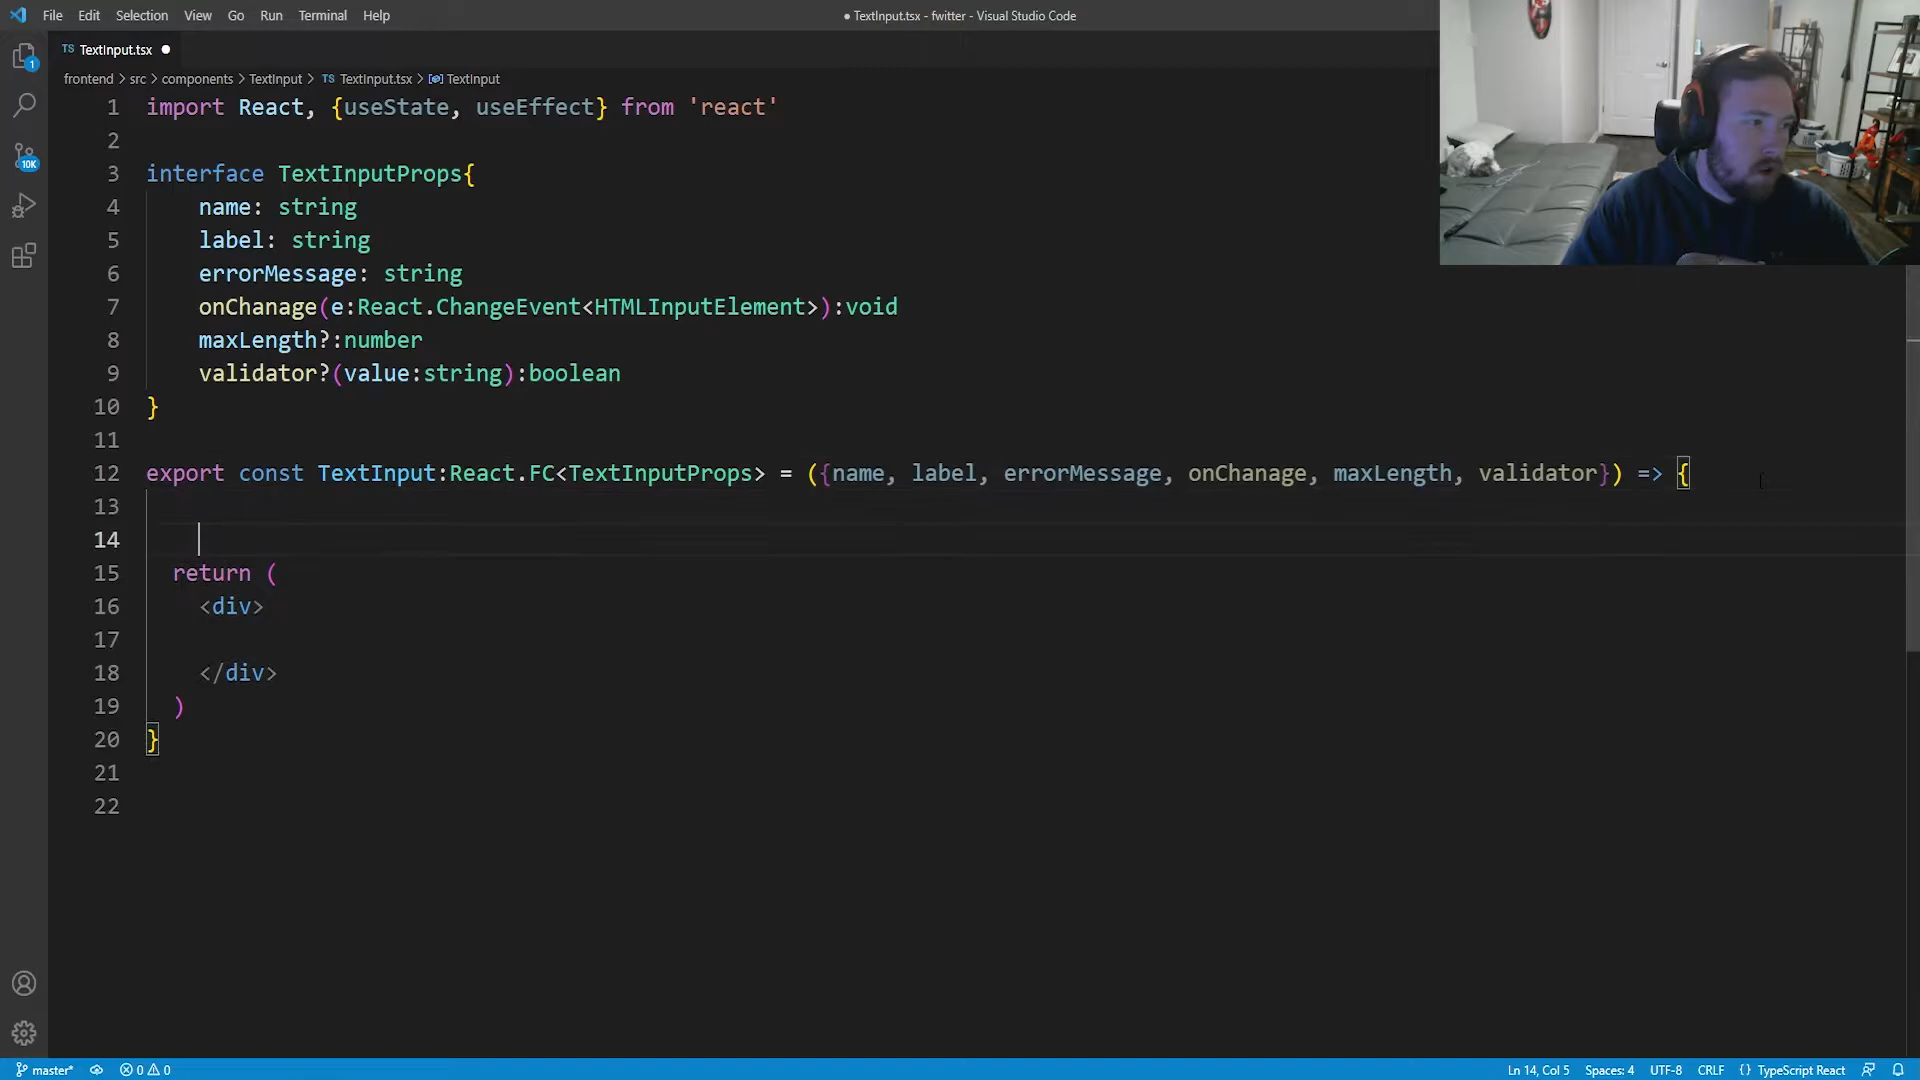 File Edit Selection View Go Run Terminal Help
● TextInput.tsx - fwitter - Visual Studio Code
TS TextInput.tsx ●
frontend > src > components > TextInput > TS TextInput.tsx > TextInput
1
10K
1 import React, {useState, useEffect} from 'react'
2
3 interface TextInputProps{
4 name: string
5 label: string
6 errorMessage: string
7 onChanage(e:React.ChangeEvent<HTMLInputElement>):void
8 maxLength?:number
9 validator?(value:string):boolean
10 }
11
12 export const TextInput:React.FC<TextInputProps> = ({name, label, errorMessage, onChanage, maxLength, validator}) => {
13
14
15 return (
16 <div>
17
18 </div>
19 )
20 }
21
22
master* 0 0 Ln 14, Col 5 Spaces: 4 UTF-8 CRLF {} TypeScript React